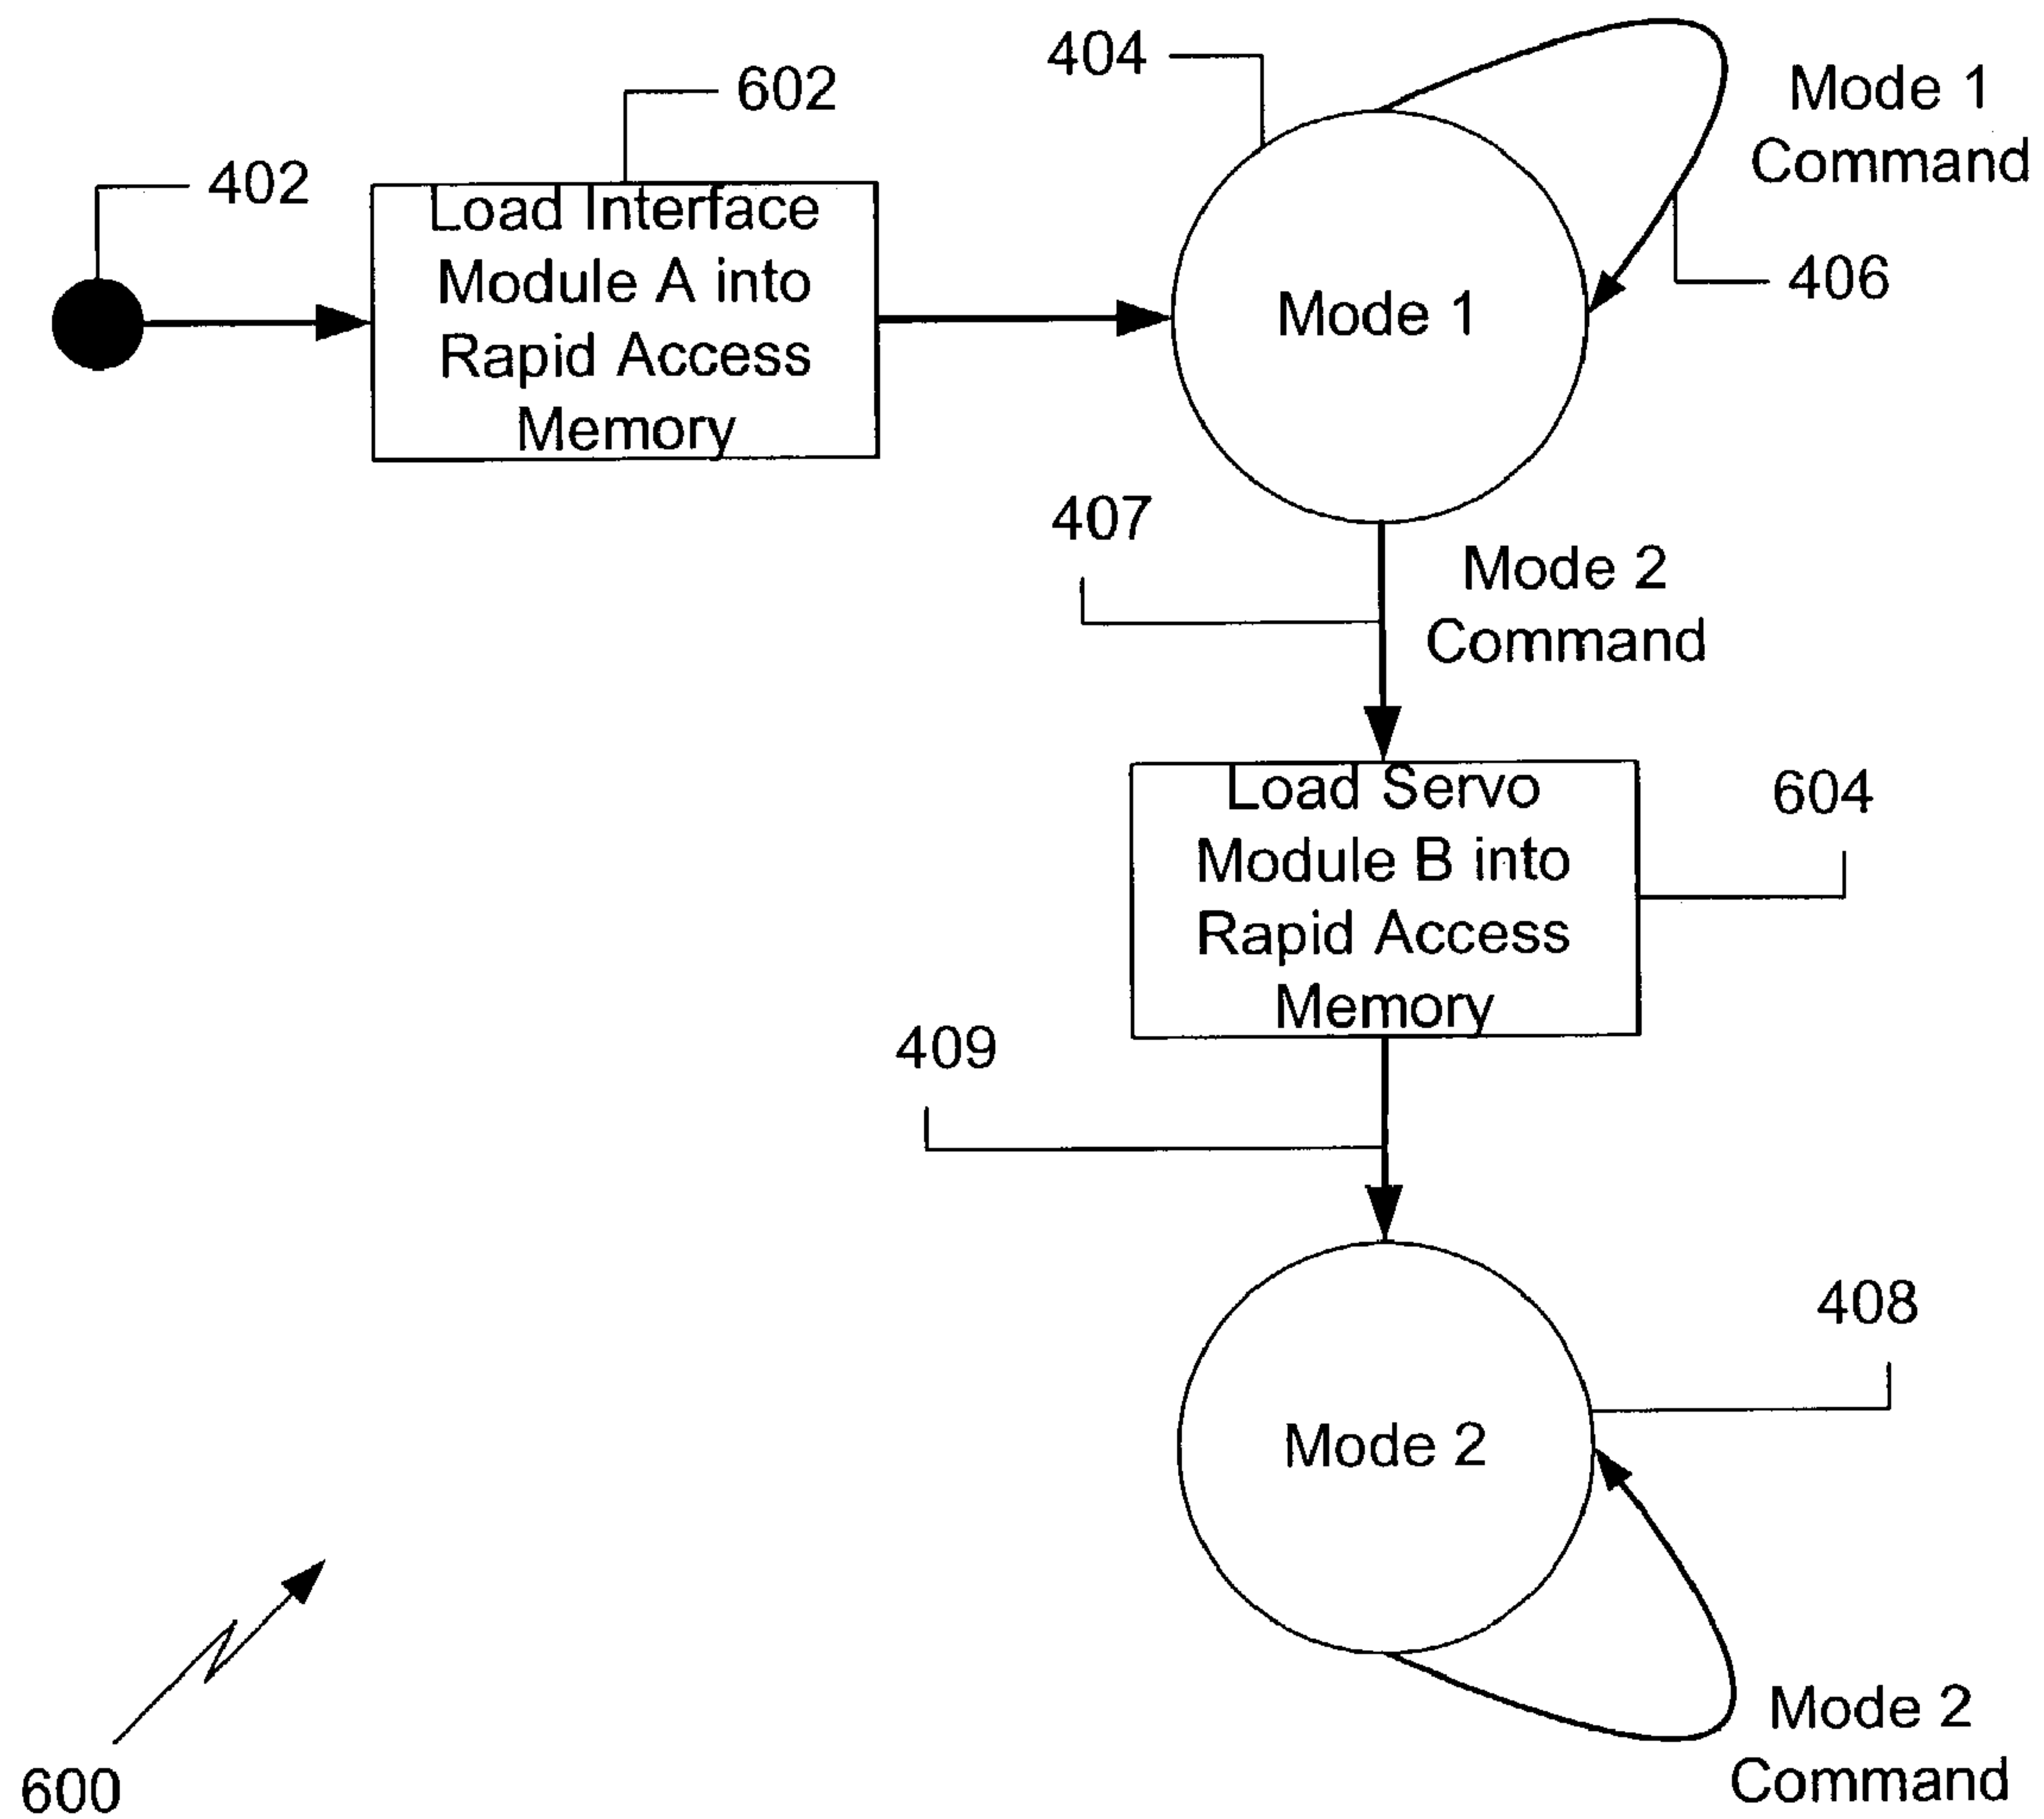 404
Mode 1
Command
602
402
Load Interface
Module A into
Rapid Access
Memory
Mode 1
406
407
Mode 2
Command
Load Servo
Module B into
Rapid Access
Memory
604
409
408
Mode 2
Mode 2
Command
600